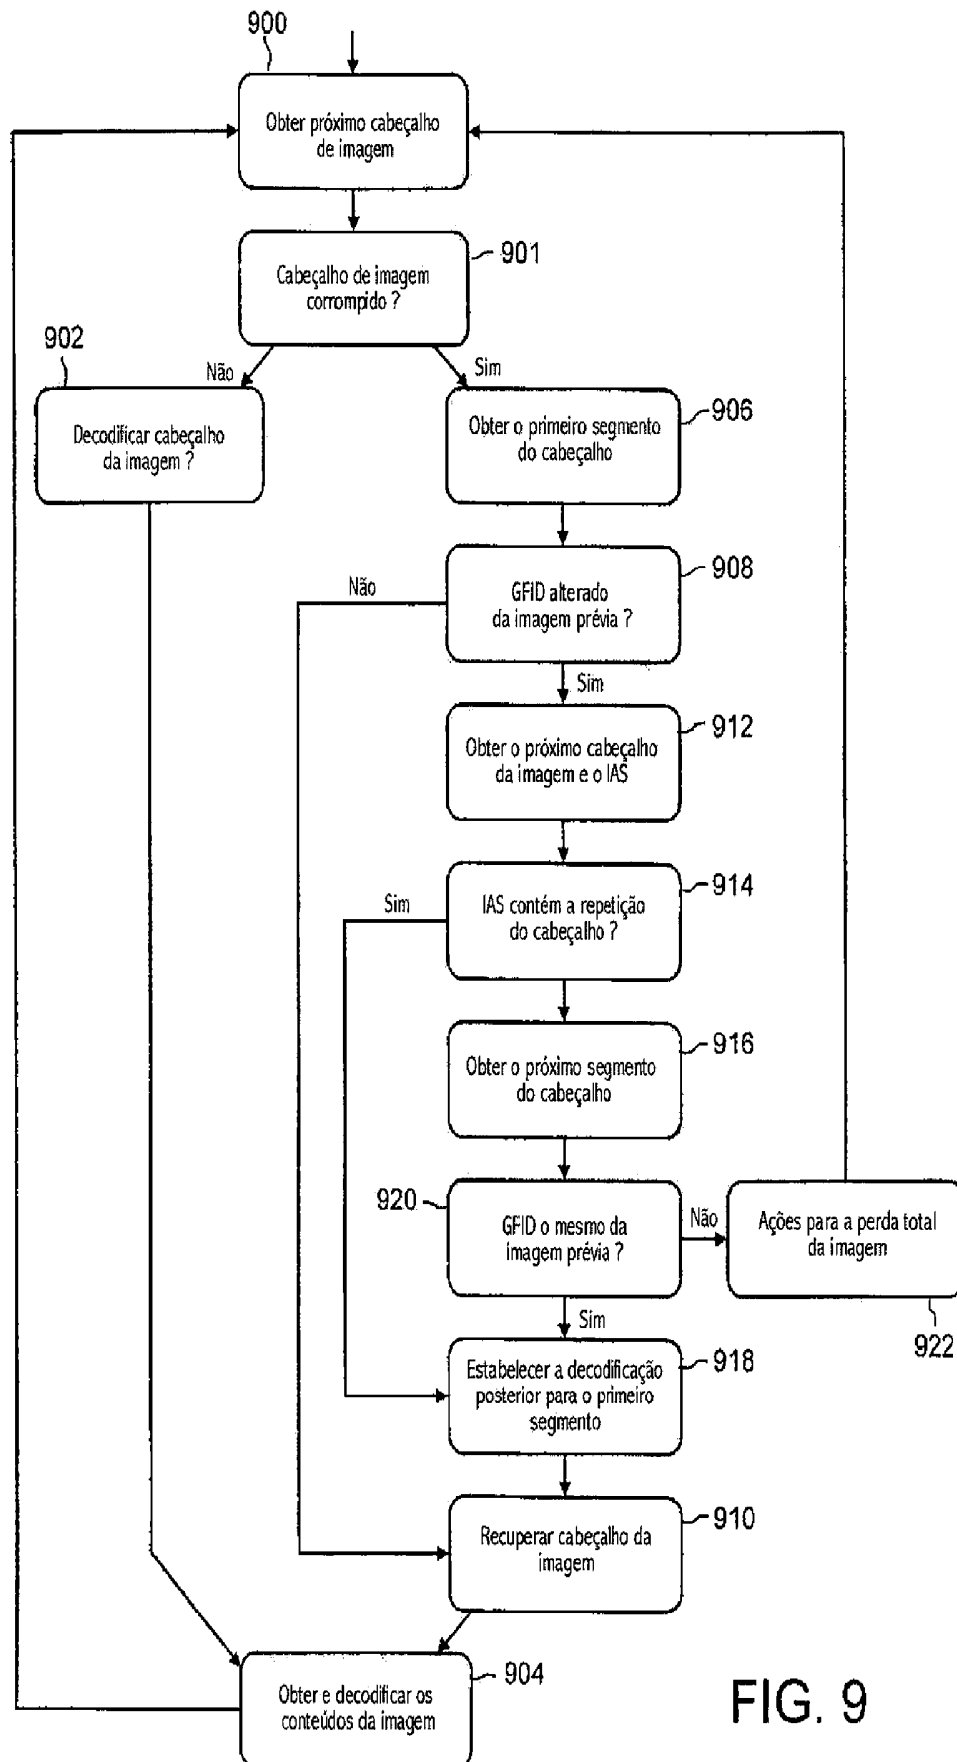 900
Obter próximo cabeçalho
de imagem
Cabeçalho de imagem
corrompido ?
901
902
Não
Sim
Decodificar cabeçalho
da imagem ?
Obter o primeiro segmento
do cabeçalho
906
Não
GFID alterado
da imagem prévia ?
908
Sim
Obter o próximo cabeçalho
da imagem e o IAS
912
Sim
IAS contém a repetição
do cabeçalho ?
914
Obter o próximo segmento
do cabeçalho
916
920
GFID o mesmo da
imagem prévia ?
Não
Ações para a perda total
da imagem
922
Sim
Estabelecer a decodificação
posterior para o primeiro
segmento
918
Recuperar cabeçalho da
imagem
910
Obter e decodificar os
conteúdos da imagem
904
FIG. 9